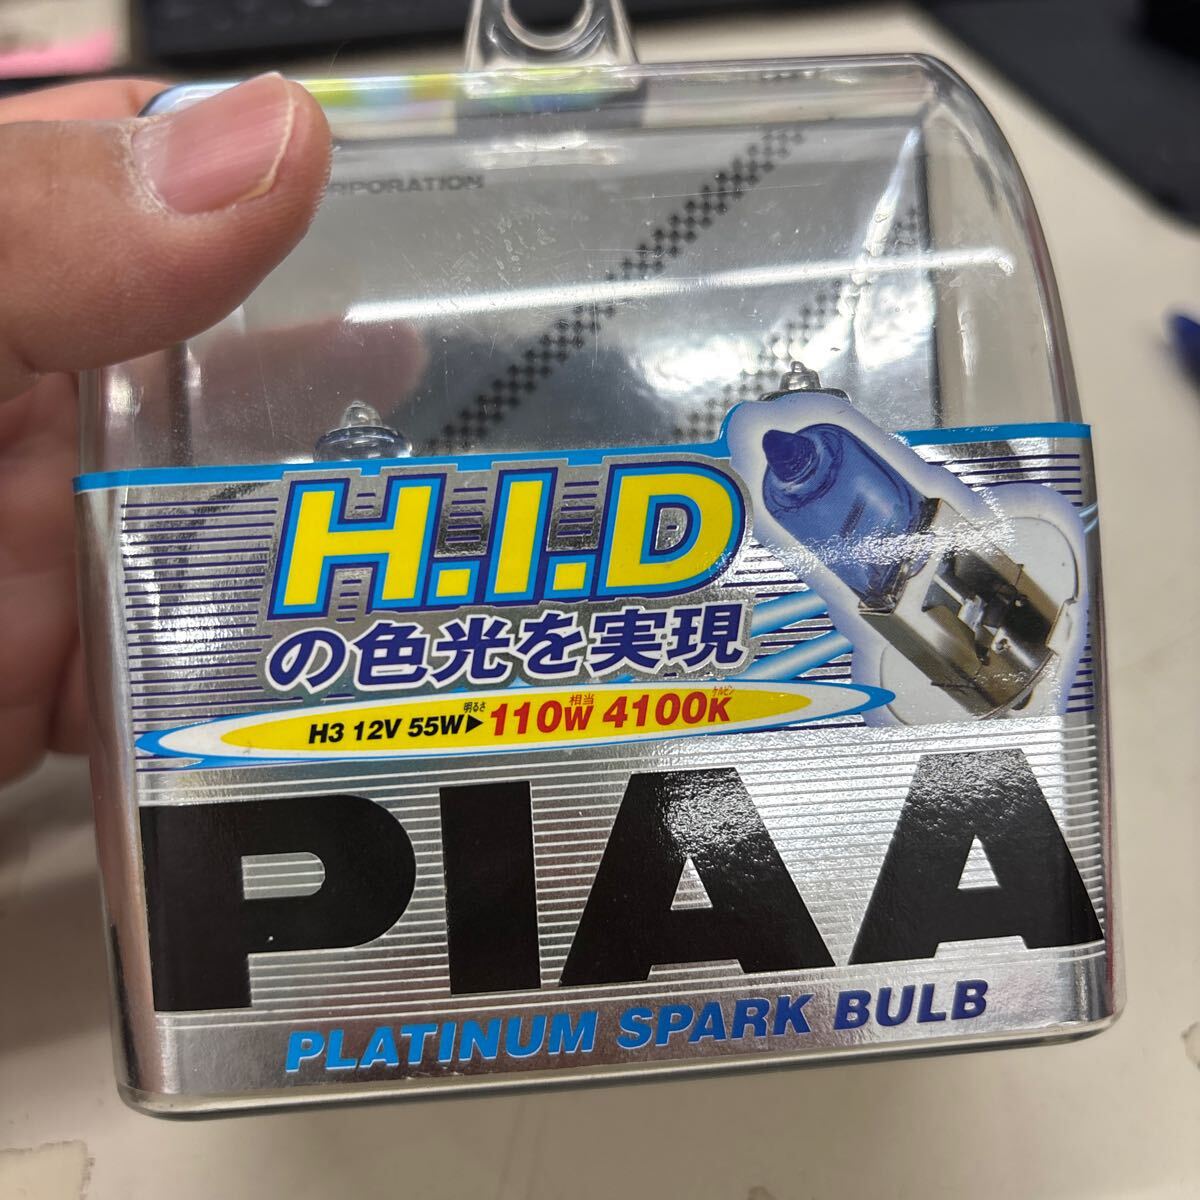 RPORATION
H.I.D
の色光を実現
明るさ 相当 ケルビン
H3 12V 55W▶110W 4100K
PIAA
PLATINUM SPARK BULB